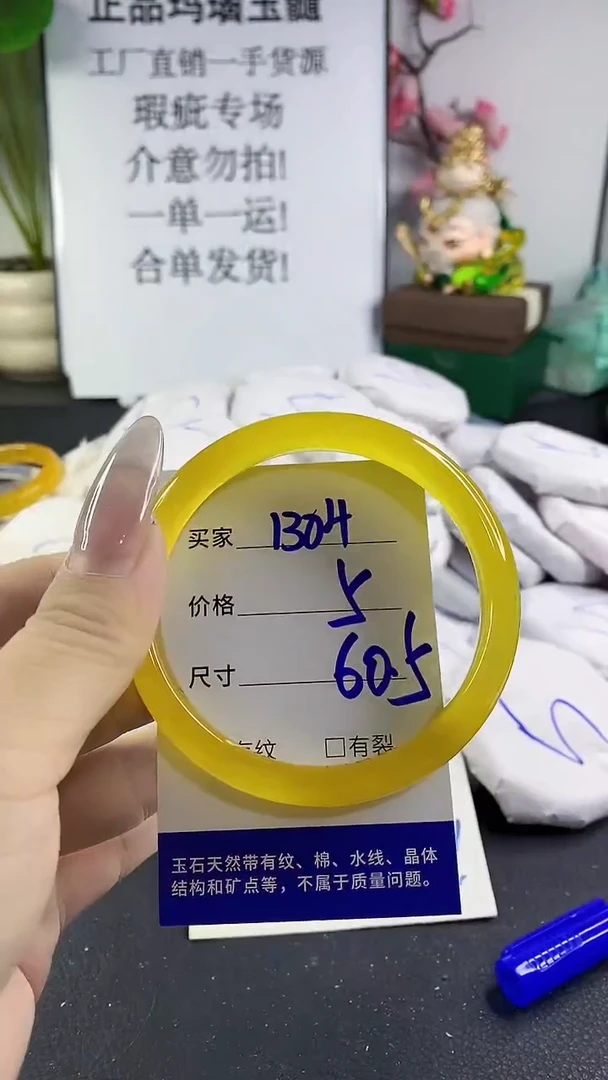 正品玛瑙玉髓
工厂直销一手货源
瑕疵专场
介意勿拍!
一单一运!
合单发货!
买家 1304
价格 5
尺寸 60.5
有纹 □有裂
玉石天然带有纹、棉、水线、晶体
结构和矿点等，不属于质量问题。
5